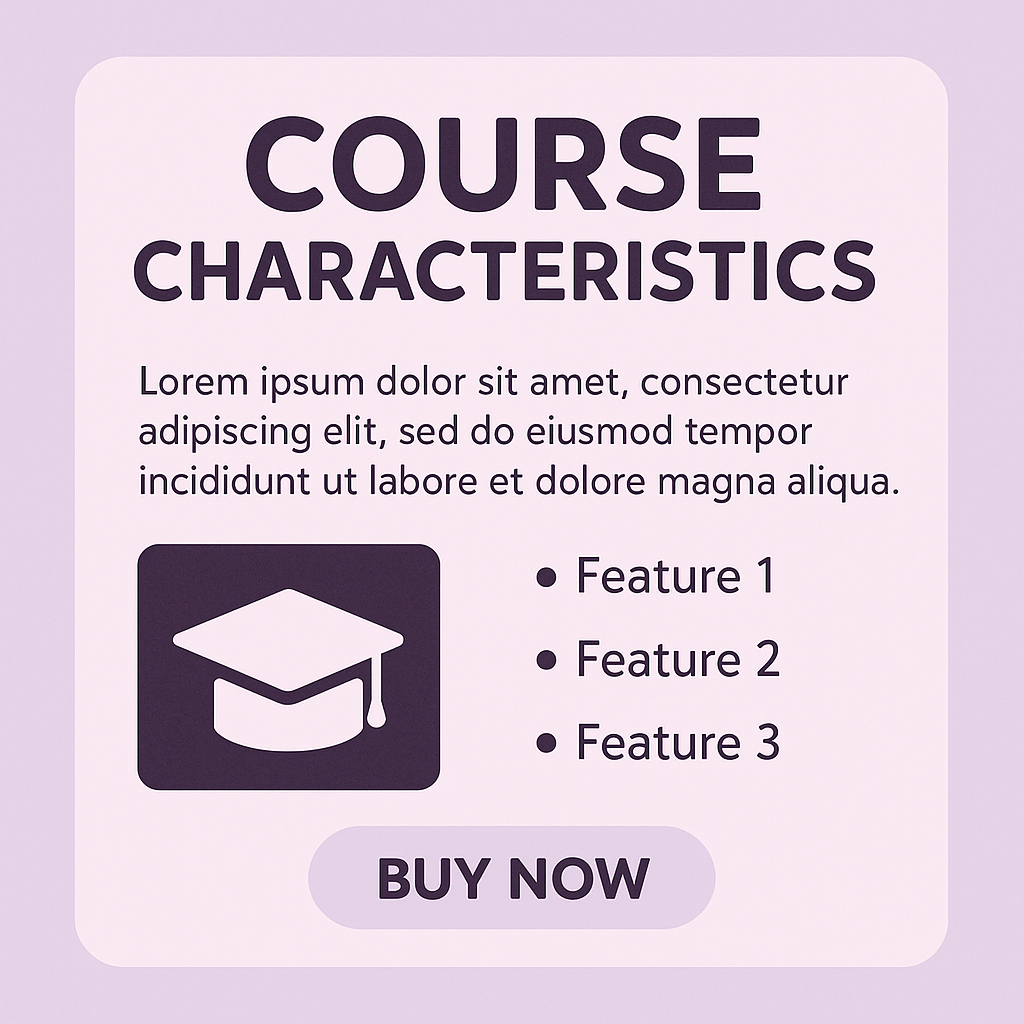 COURSE
CHARACTERISTICS
Lorem ipsum dolor sit amet, consectetur
adipiscing elit, sed do eiusmod tempor
incididunt ut labore et dolore magna aliqua.
• Feature 1
• Feature 2
• Feature 3
BUY NOW